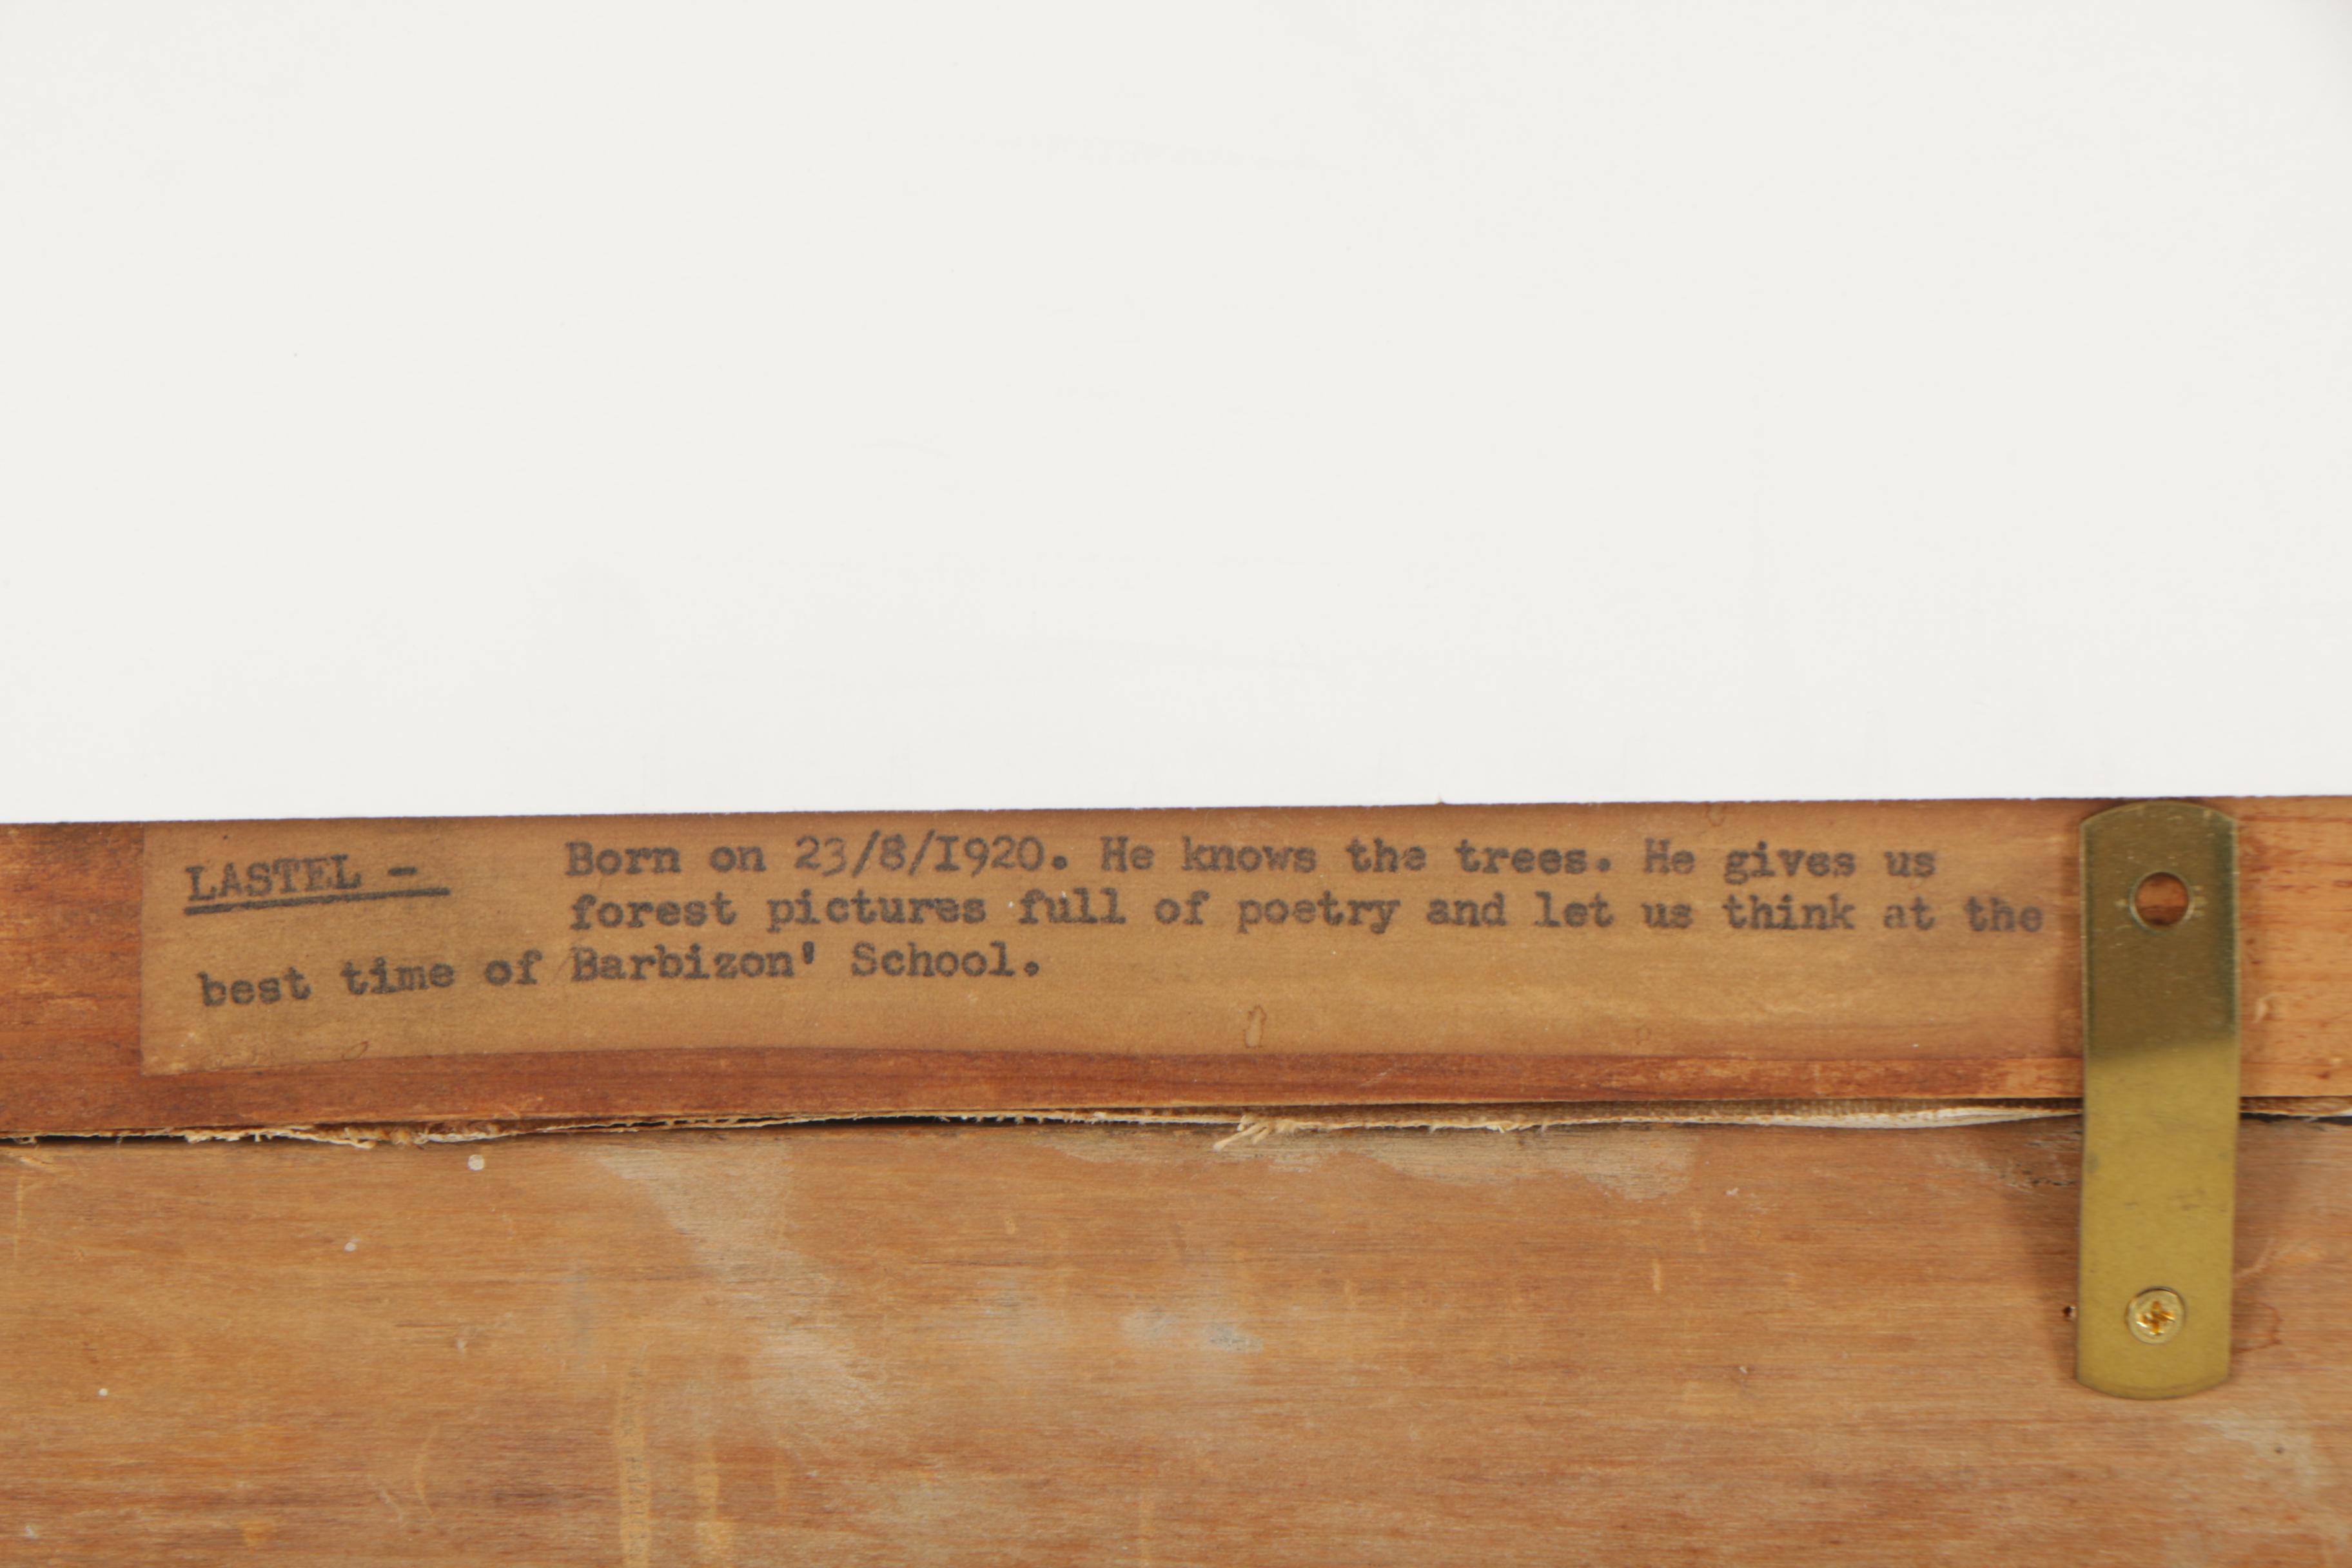 LASTEL - Born on 23/8/I920. He knows the trees. He gives us
forest pictures full of poetry and let us think at the
best time of Barbizon' School.